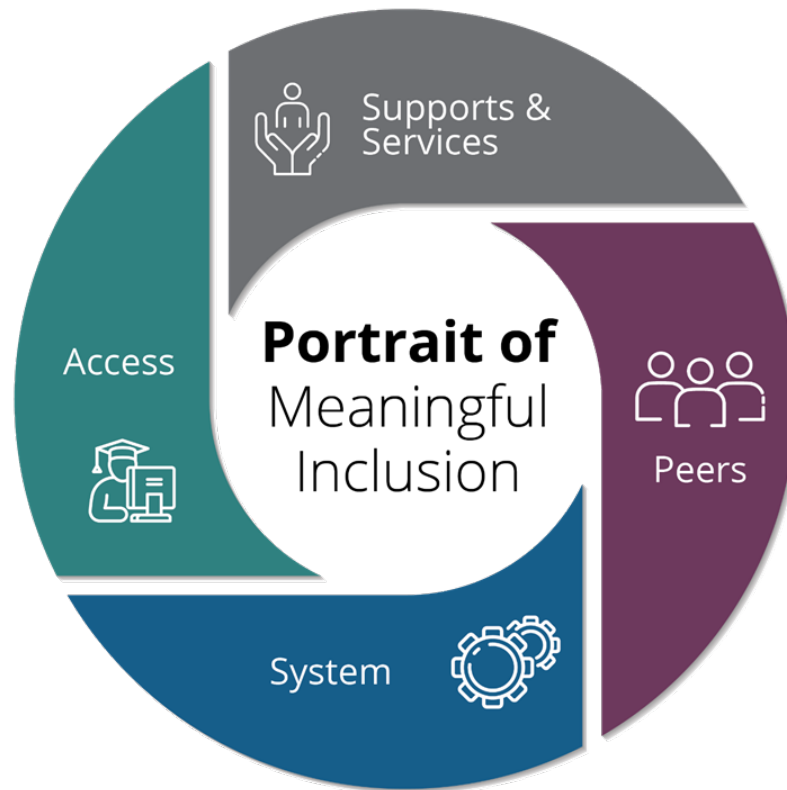 Supports &
Services
Access
Portrait of
Meaningful
Inclusion
Peers
System